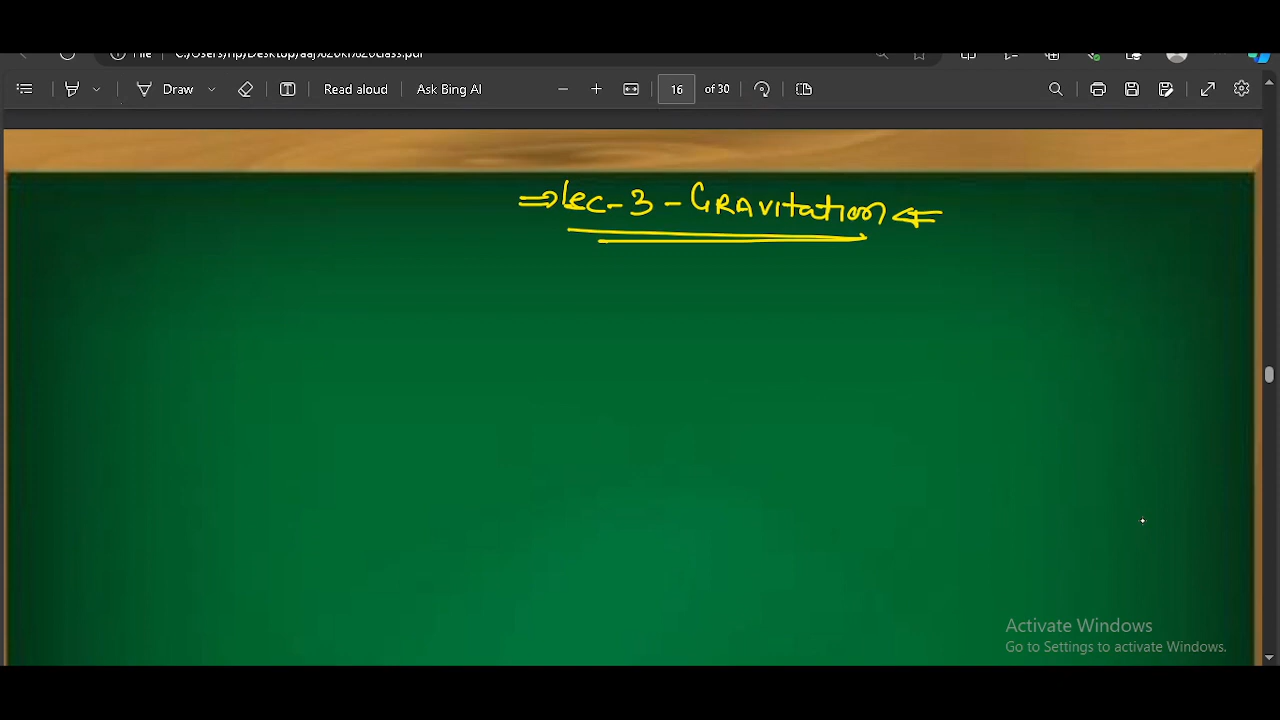 File C:/Users/hp/Desktop/aaj%20ki%20class.pdf
Draw Read aloud Ask Bing AI 16 of 30
⇒ Lec-3 - GRAVitation ⇐
Activate Windows
Go to Settings to activate Windows.